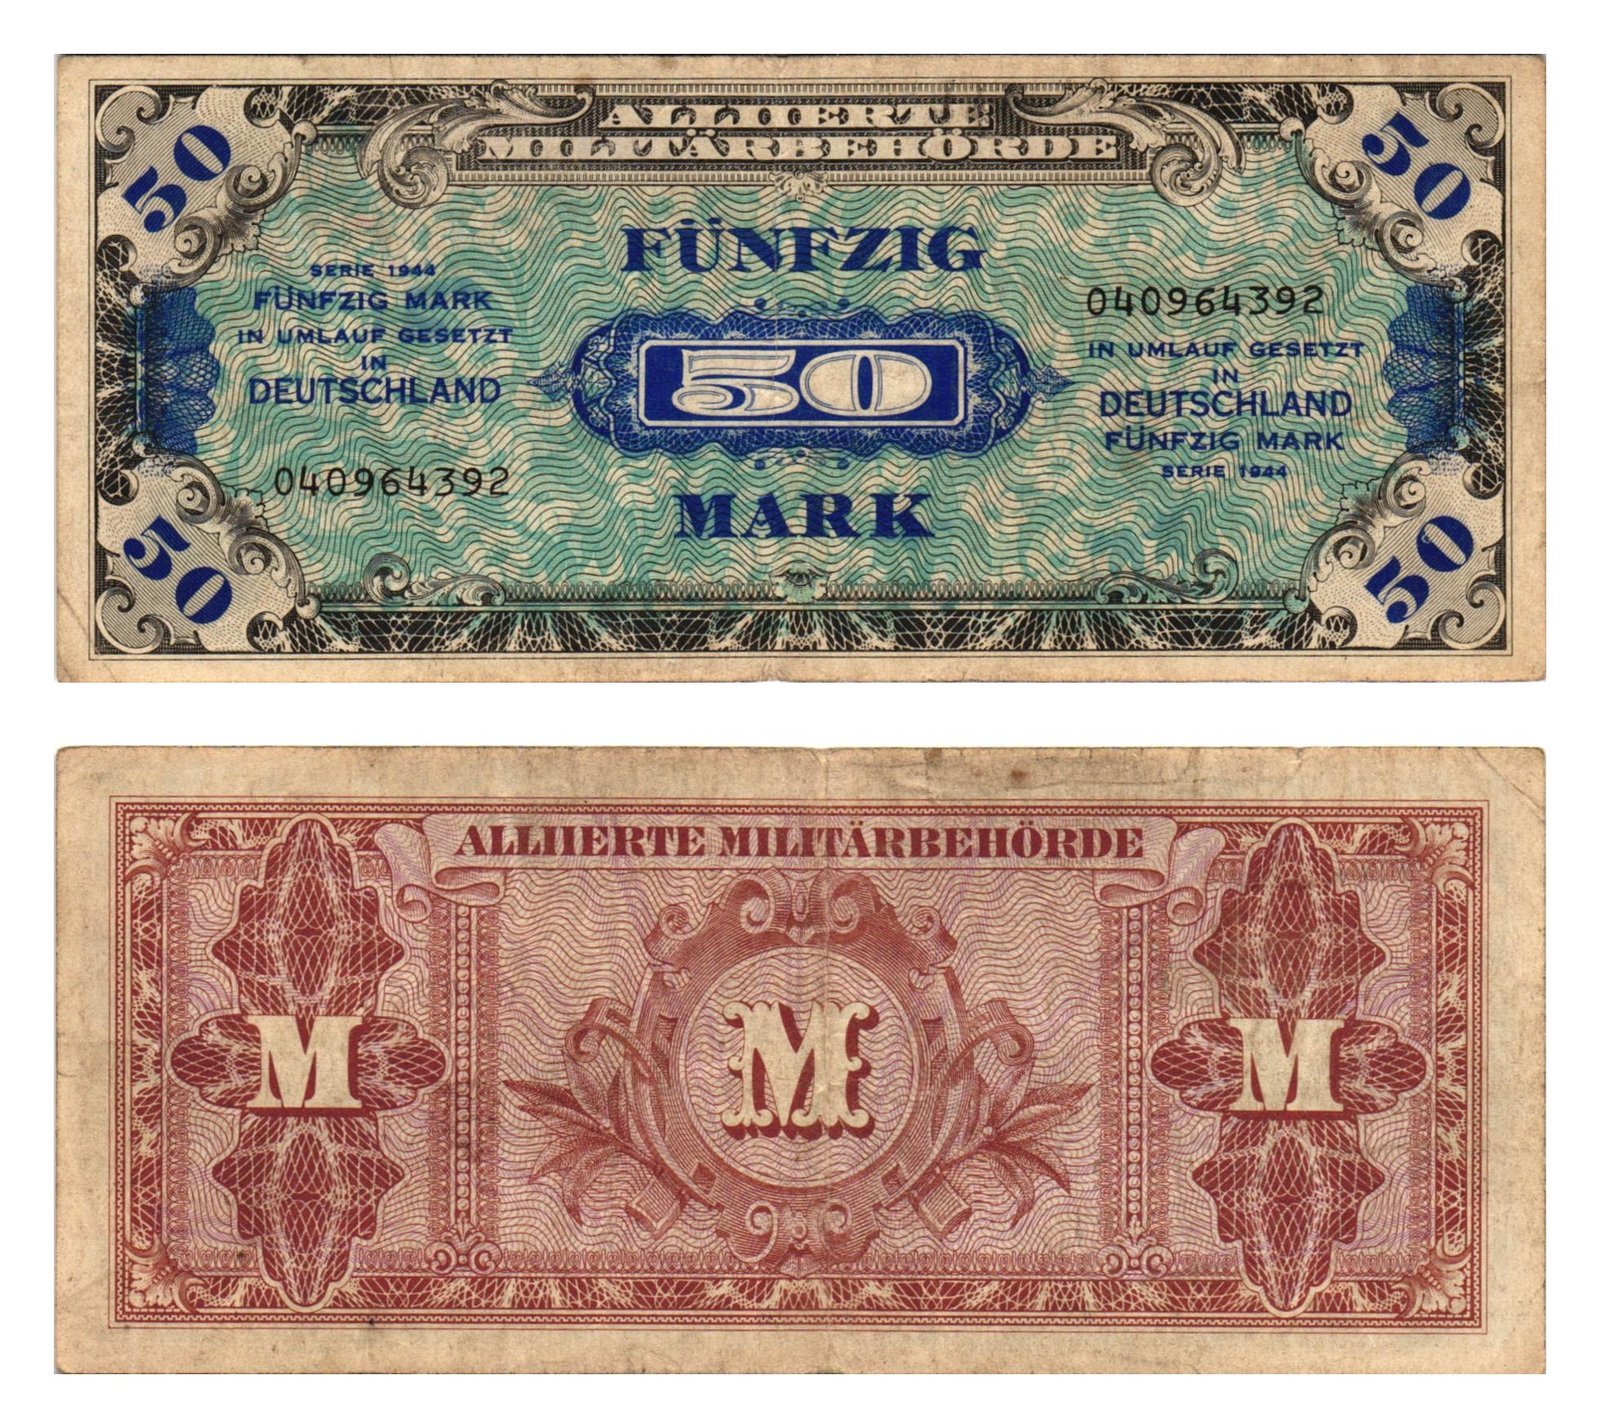 ALLIIERTE
MILITÄRBEHÖRDE
50
50
FÜNFZIG
SERIE 1944
FÜNFZIG MARK
IN UMLAUF GESETZT
IN
DEUTSCHLAND
040964392
50
040964392
IN UMLAUF GESETZT
IN
DEUTSCHLAND
FÜNFZIG MARK
SERIE 1944
MARK
50
50
ALLIIERTE MILITÄRBEHÖRDE
M
M
M